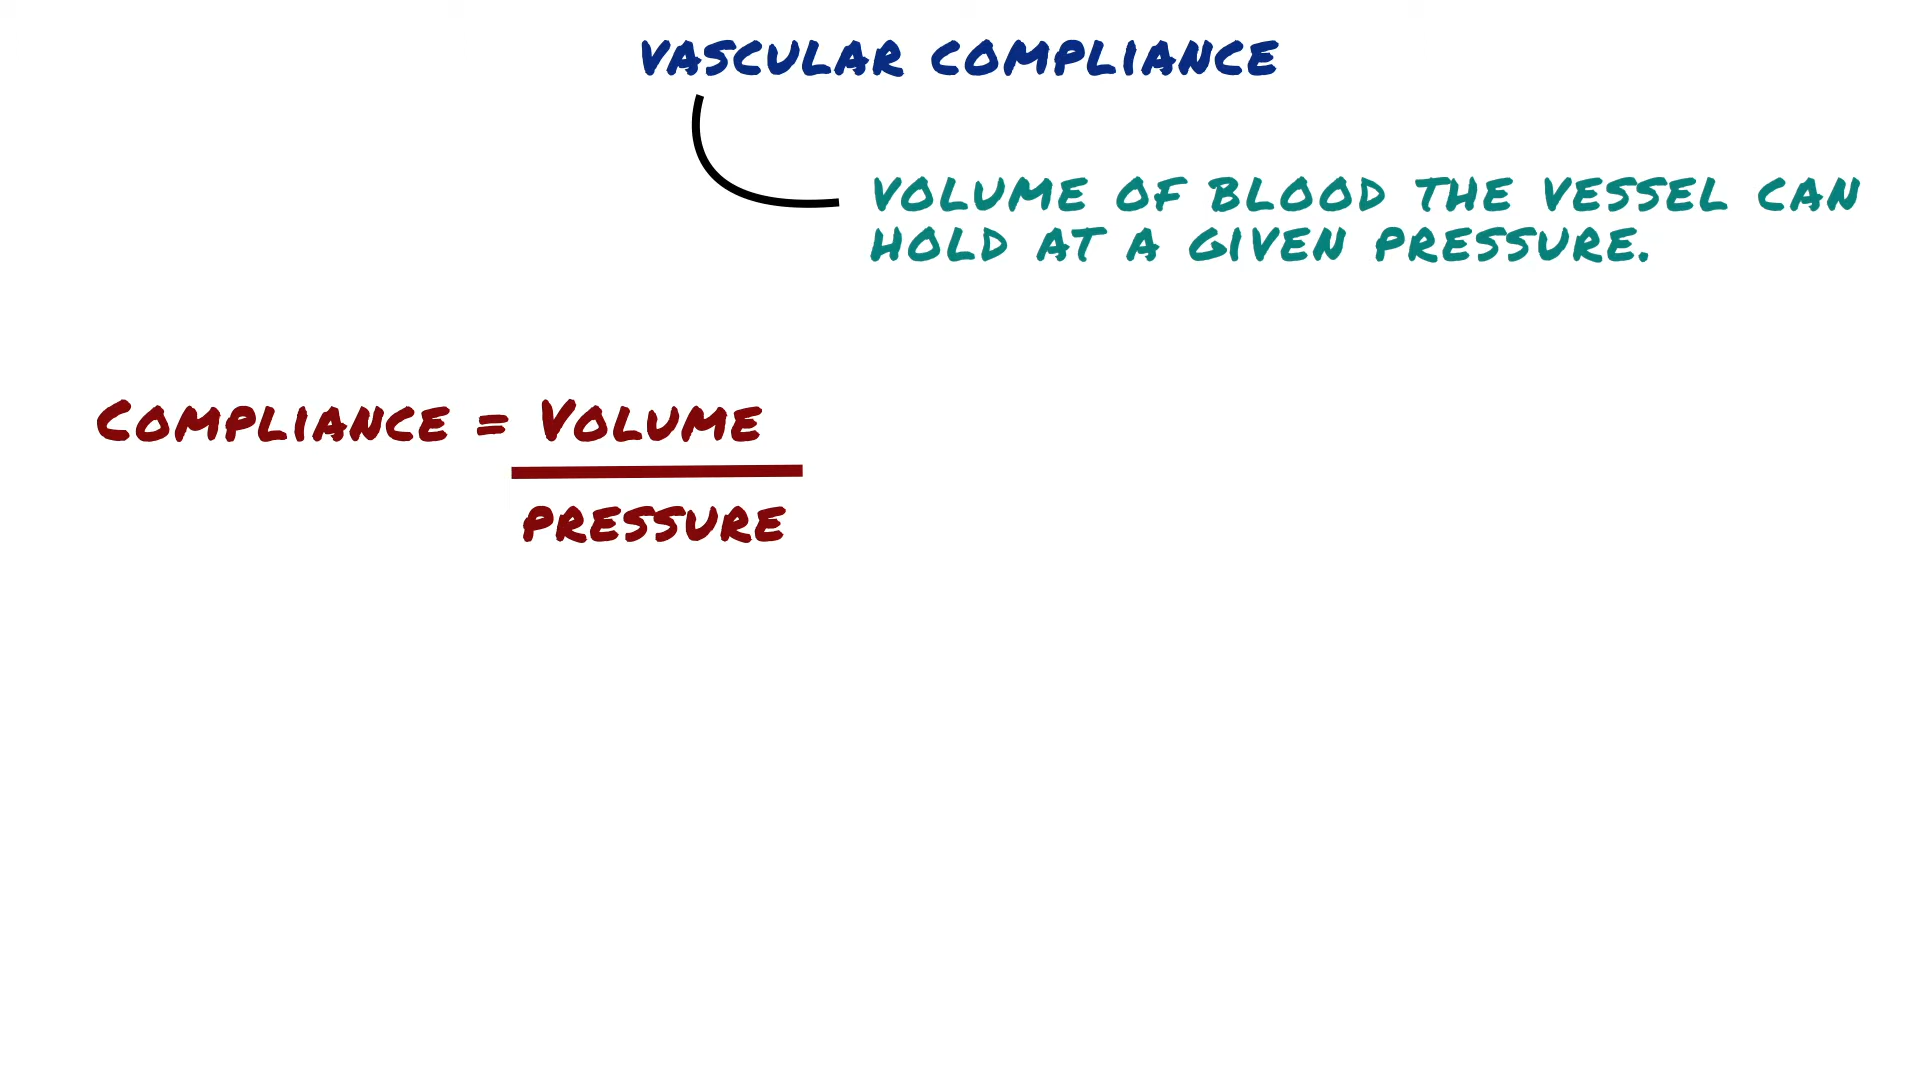 VASCULAR COMPLIANCE
VOLUME OF BLOOD THE VESSEL CAN
HOLD AT A GIVEN PRESSURE.
COMPLIANCE = VOLUME
PRESSURE